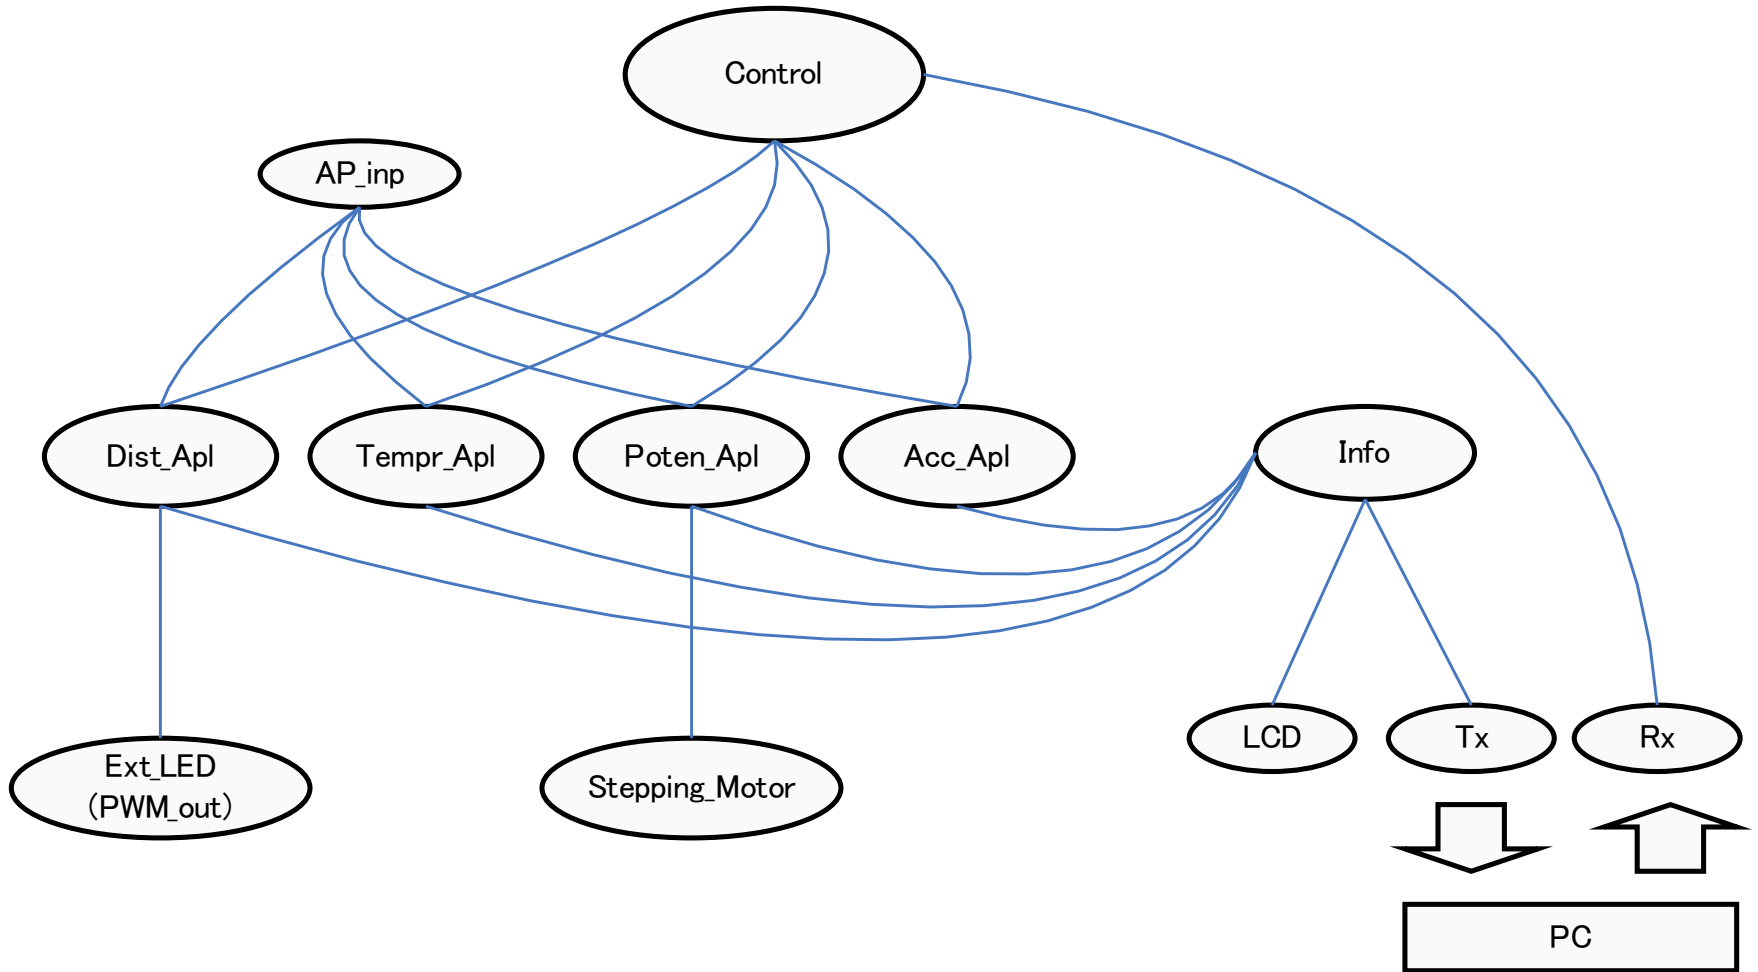 Control
AP_inp
Dist_Apl
Tempr_Apl
Poten_Apl
Acc_Apl
Info
LCD
Tx
Rx
Ext_LED
(PWM_out)
Stepping_Motor
PC